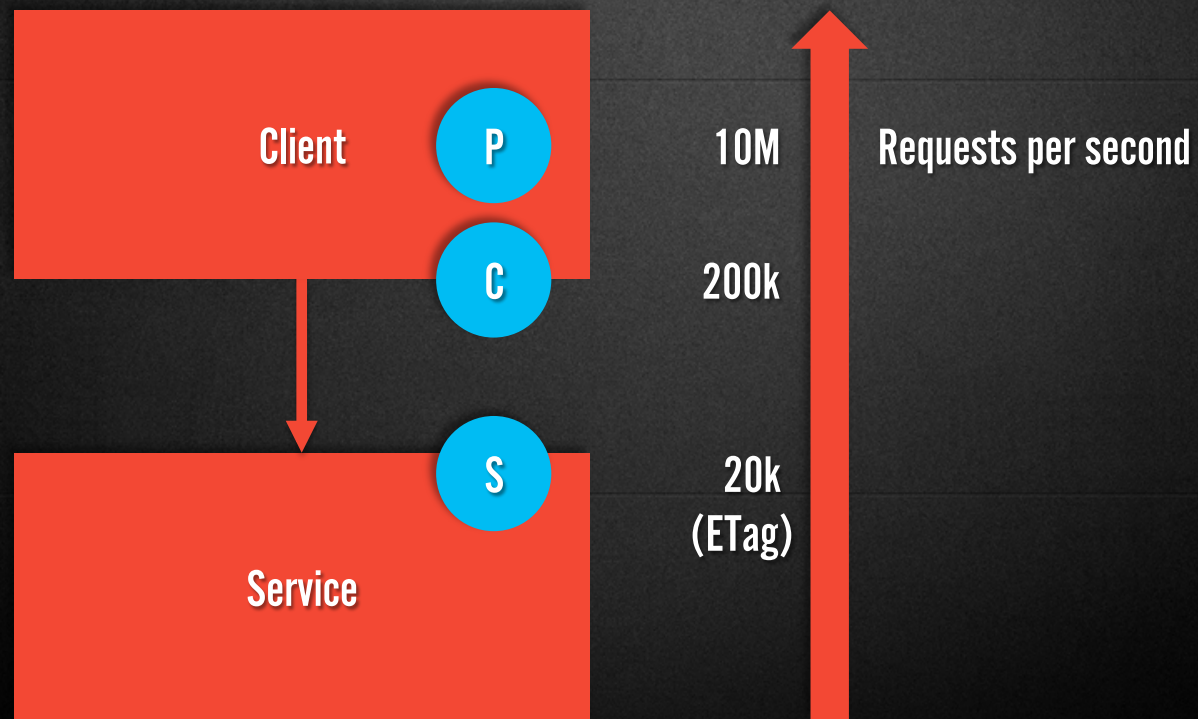 Client
P
10M
Requests per second
C
200k
S
20k
(ETag)
Service